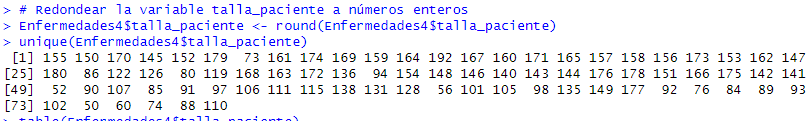 > # Redondear la variable talla_paciente a números enteros
> Enfermedades4$talla_paciente <- round(Enfermedades4$talla_paciente)
> unique(Enfermedades4$talla_paciente)
[1] 155 150 170 145 152 179 73 161 174 169 159 164 192 167 160 171 165 157 158 156 173 153 162 147
[25] 180 86 122 126 80 119 168 163 172 136 94 154 148 146 140 143 144 176 178 151 166 175 142 141
[49] 52 90 107 85 91 97 106 111 115 138 131 128 56 101 105 98 135 149 177 92 76 84 89 93
[73] 102 50 60 74 88 110
> table(Enfermedades4$talla_paciente)